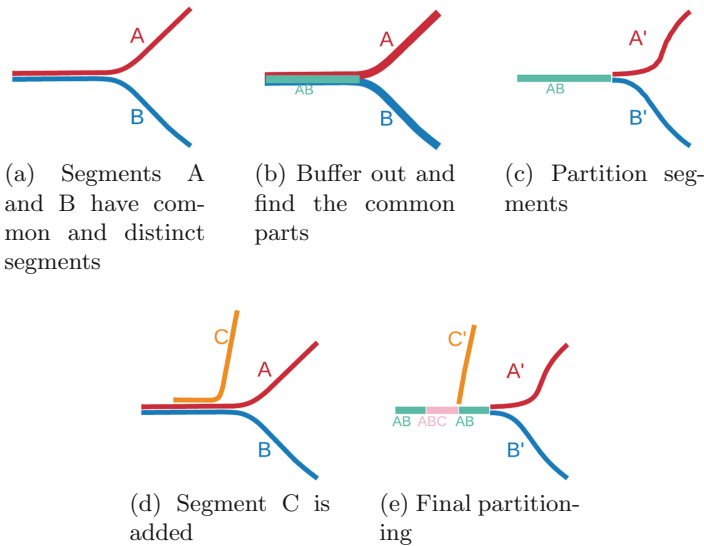 A
B
A
AB
B
A'
AB
B'
(a) Segments A
and B have com-
mon and distinct
segments
(b) Buffer out and
find the common
parts
(c) Partition seg-
ments
C
A
B
C'
A'
AB ABC AB
B'
(d) Segment C is
added
(e) Final partition-
ing